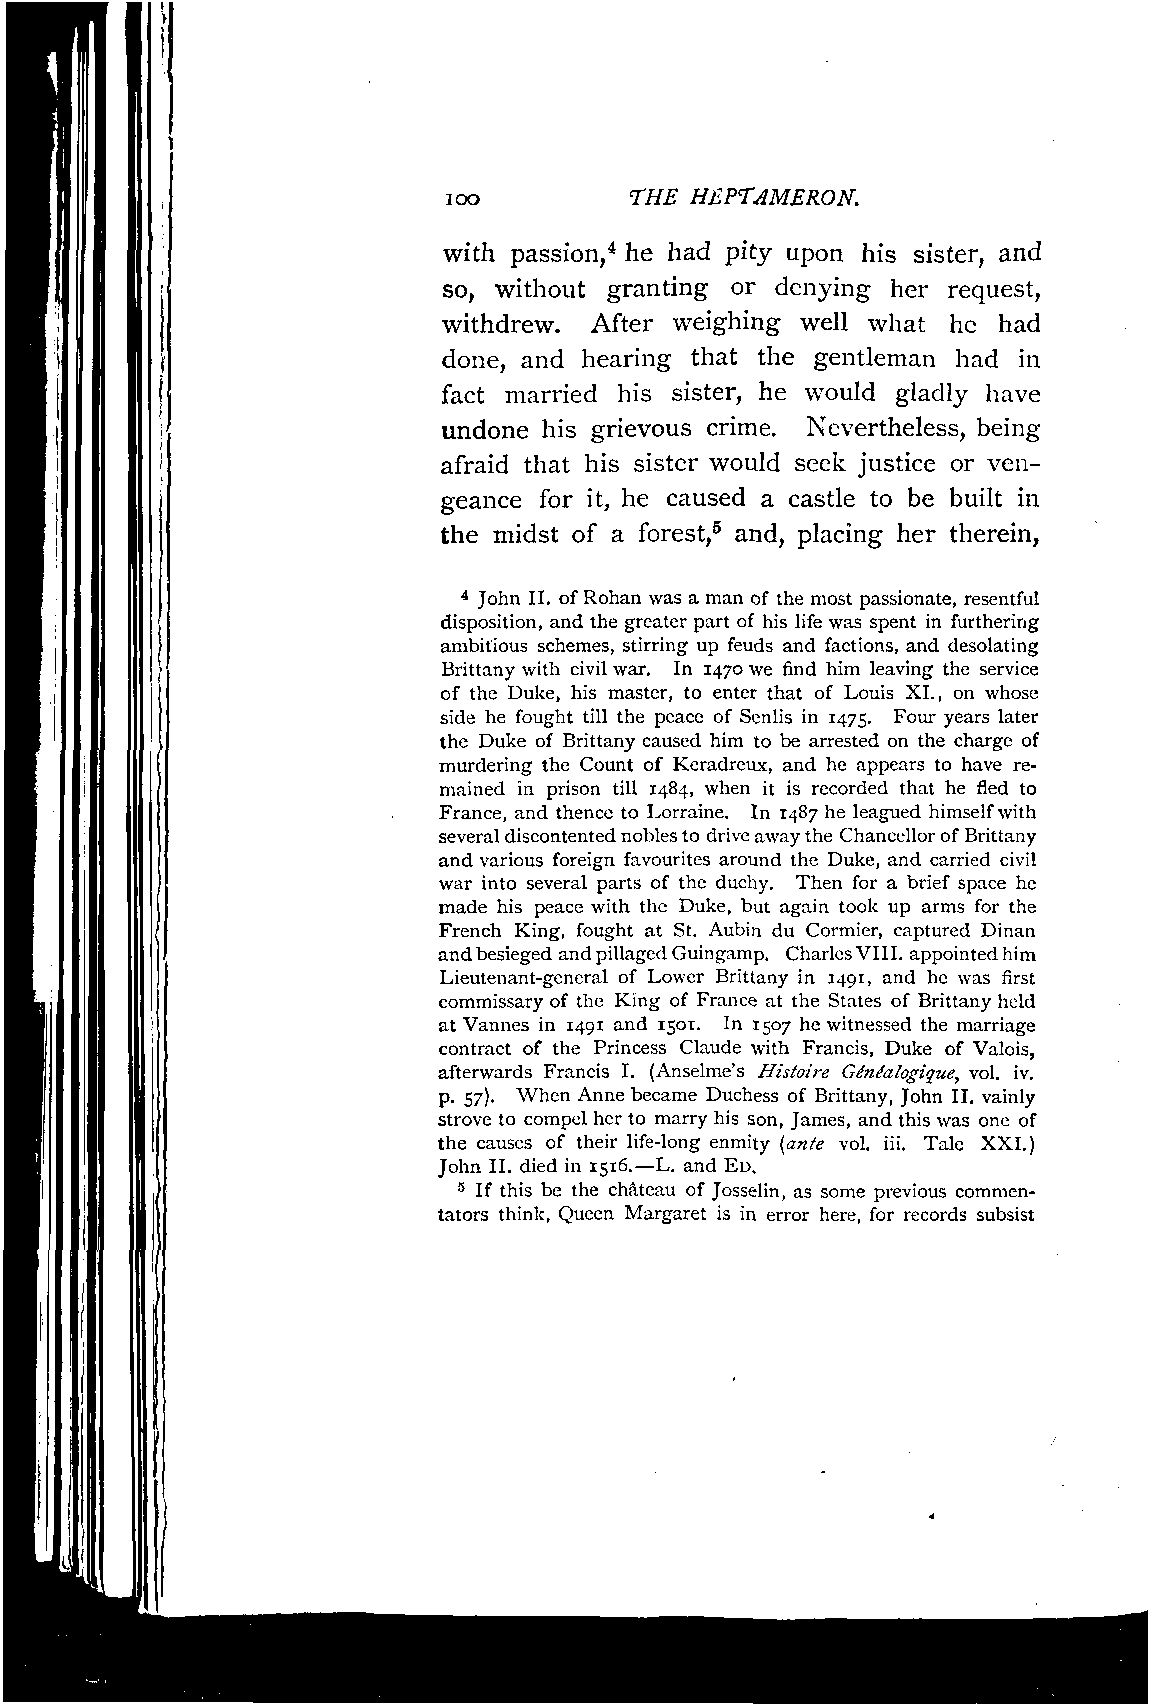 100 THE HEPTAMERON.
with passion,⁴ he had pity upon his sister, and
so, without granting or denying her request,
withdrew. After weighing well what he had
done, and hearing that the gentleman had in
fact married his sister, he would gladly have
undone his grievous crime. Nevertheless, being
afraid that his sister would seek justice or ven-
geance for it, he caused a castle to be built in
the midst of a forest,⁵ and, placing her therein,
⁴ John II. of Rohan was a man of the most passionate, resentful
disposition, and the greater part of his life was spent in furthering
ambitious schemes, stirring up feuds and factions, and desolating
Brittany with civil war. In 1470 we find him leaving the service
of the Duke, his master, to enter that of Louis XI., on whose
side he fought till the peace of Senlis in 1475. Four years later
the Duke of Brittany caused him to be arrested on the charge of
murdering the Count of Keradreux, and he appears to have re-
mained in prison till 1484, when it is recorded that he fled to
France, and thence to Lorraine. In 1487 he leagued himself with
several discontented nobles to drive away the Chancellor of Brittany
and various foreign favourites around the Duke, and carried civil
war into several parts of the duchy. Then for a brief space he
made his peace with the Duke, but again took up arms for the
French King, fought at St. Aubin du Cormier, captured Dinan
and besieged and pillaged Guingamp. Charles VIII. appointed him
Lieutenant-general of Lower Brittany in 1491, and he was first
commissary of the King of France at the States of Brittany held
at Vannes in 1491 and 1501. In 1507 he witnessed the marriage
contract of the Princess Claude with Francis, Duke of Valois,
afterwards Francis I. (Anselme's Histoire Généalogique, vol. iv.
p. 57). When Anne became Duchess of Brittany, John II. vainly
strove to compel her to marry his son, James, and this was one of
the causes of their life-long enmity (ante vol. iii. Tale XXI.)
John II. died in 1516.—L. and ED.
⁵ If this be the château of Josselin, as some previous commen-
tators think, Queen Margaret is in error here, for records subsist